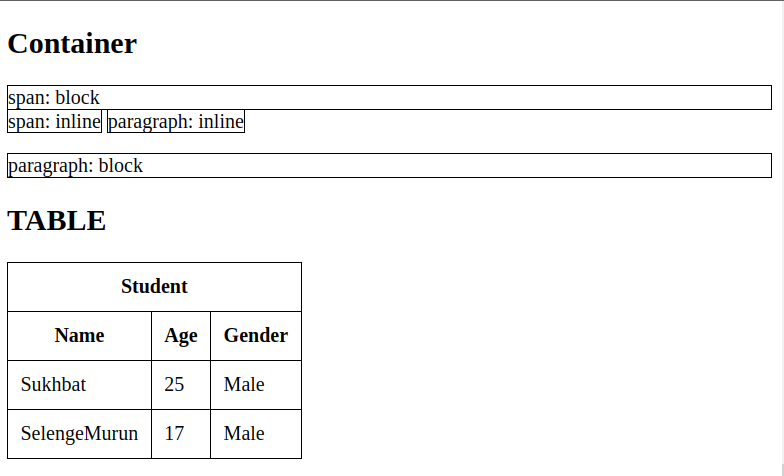 Container
span: block
span: inline paragraph: inline
paragraph: block
TABLE
Student
Name Age Gender
Sukhbat 25 Male
SelengeMurun 17 Male